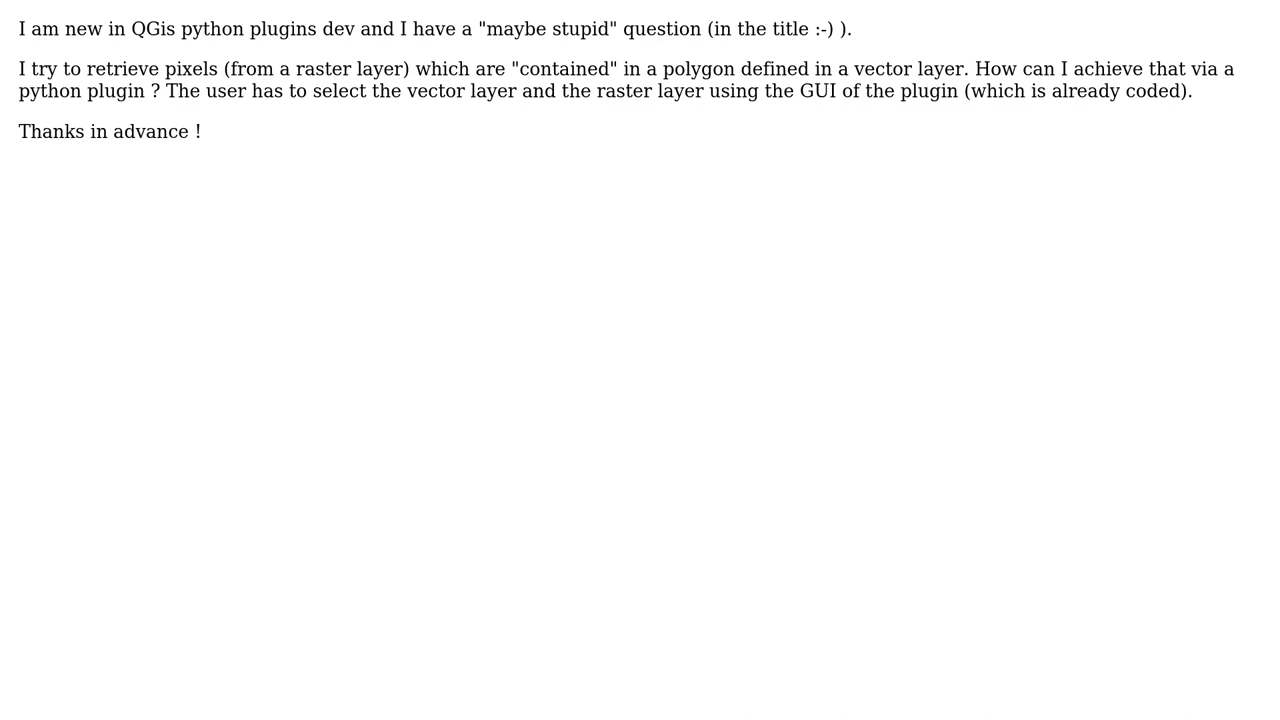 I am new in QGis python plugins dev and I have a "maybe stupid" question (in the title :-) ).
I try to retrieve pixels (from a raster layer) which are "contained" in a polygon defined in a vector layer. How can I achieve that via a
python plugin ? The user has to select the vector layer and the raster layer using the GUI of the plugin (which is already coded).
Thanks in advance !